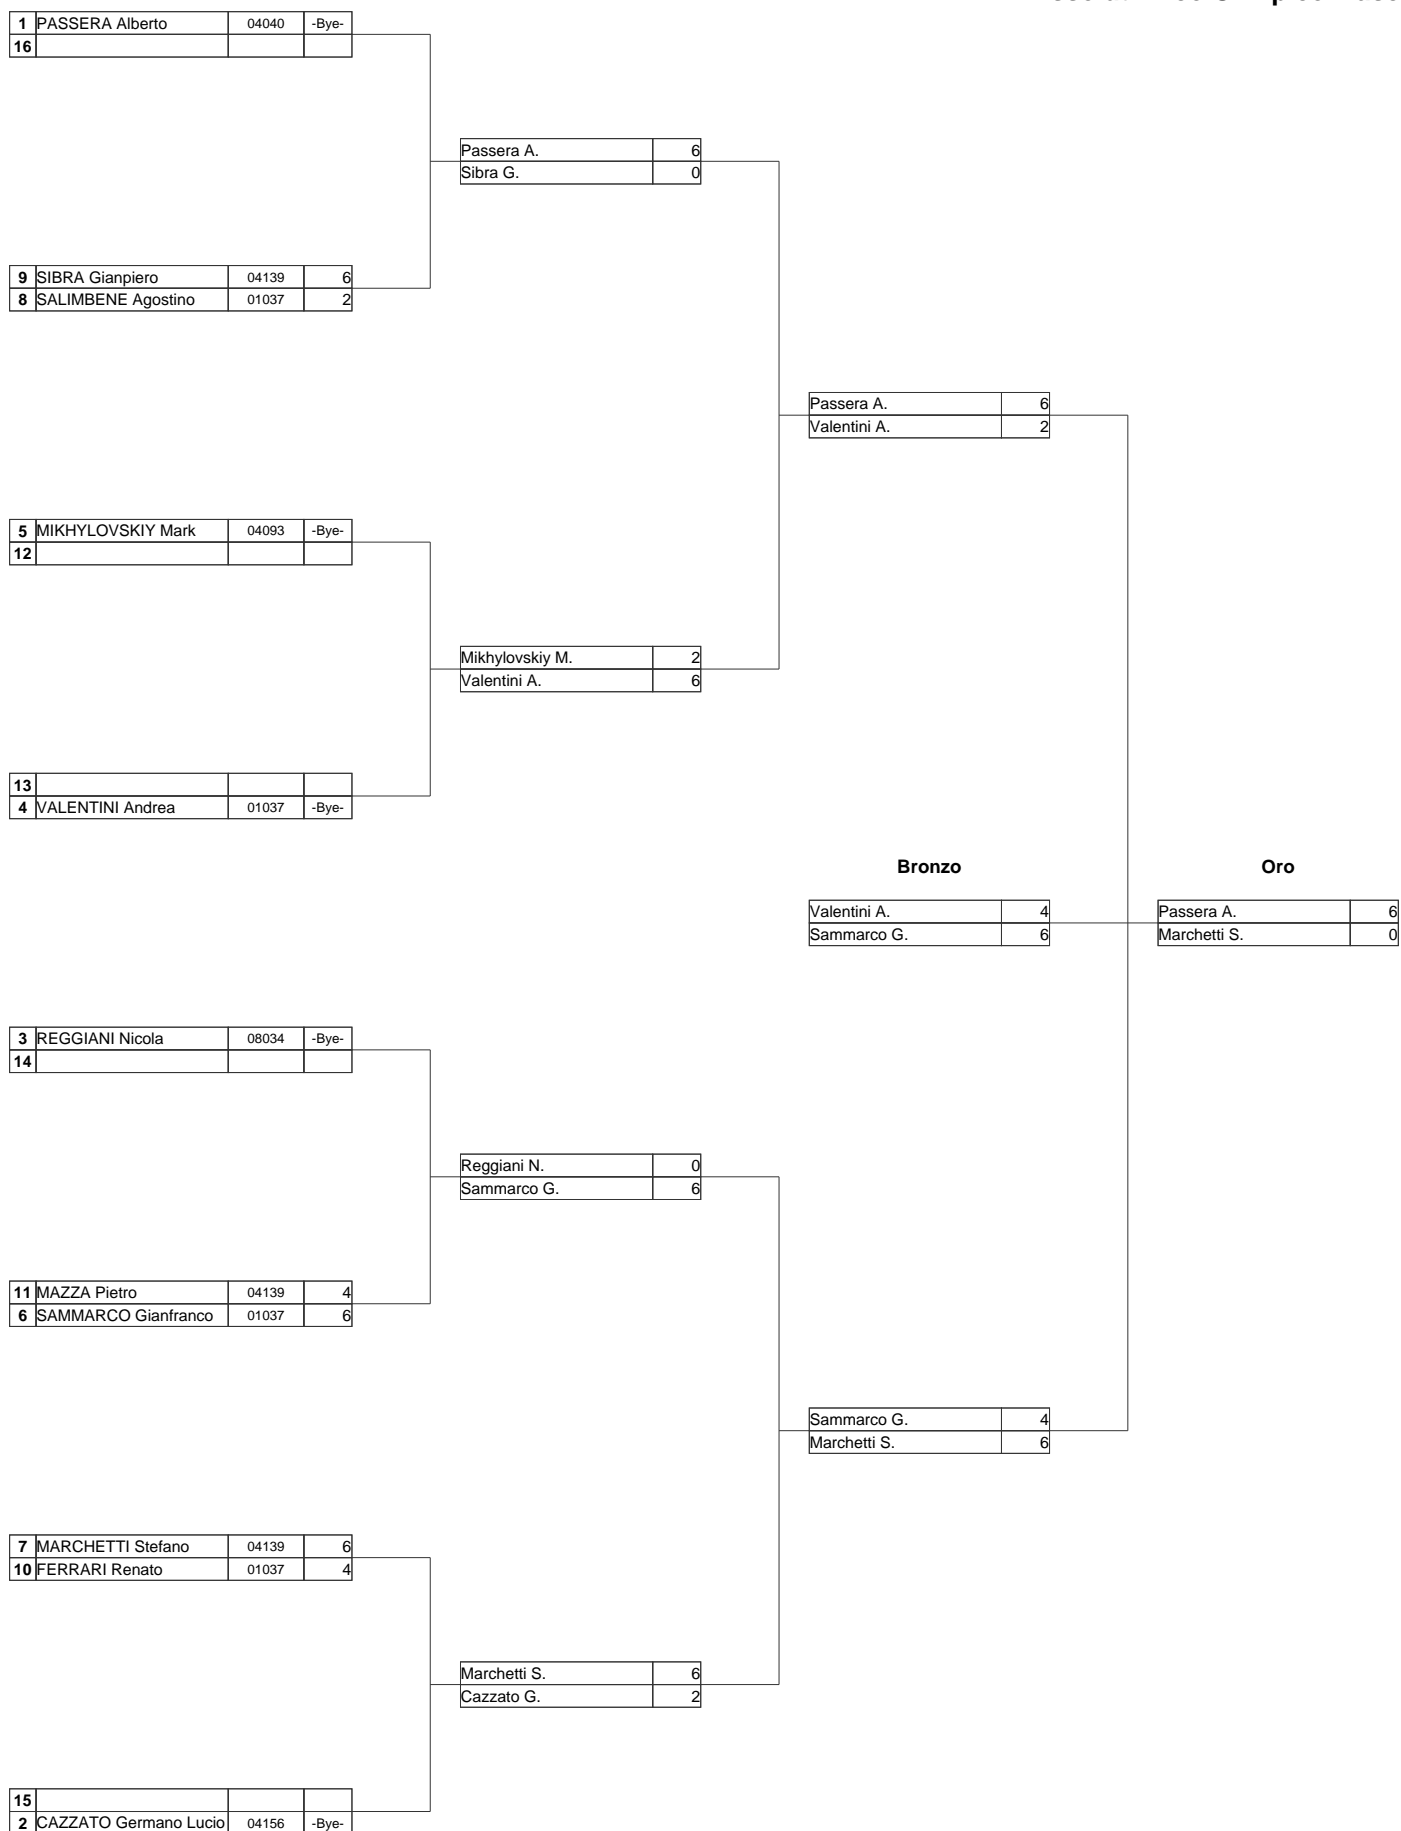 1 PASSERA Alberto 04040 -Bye-
16
Passera A. 6
Sibra G. 0
9 SIBRA Gianpiero 04139 6
8 SALIMBENE Agostino 01037 2
Passera A. 6
Valentini A. 2
5 MIKHYLOVSKIY Mark 04093 -Bye-
12
Mikhylovskiy M. 2
Valentini A. 6
13
4 VALENTINI Andrea 01037 -Bye-
Bronzo Oro
Valentini A. 4 Passera A. 6
Sammarco G. 6 Marchetti S. 0
3 REGGIANI Nicola 08034 -Bye-
14
Reggiani N. 0
Sammarco G. 6
11 MAZZA Pietro 04139 4
6 SAMMARCO Gianfranco 01037 6
Sammarco G. 4
Marchetti S. 6
7 MARCHETTI Stefano 04139 6
10 FERRARI Renato 01037 4
Marchetti S. 6
Cazzato G. 2
15
2 CAZZATO Germano Lucio 04156 -Bye-